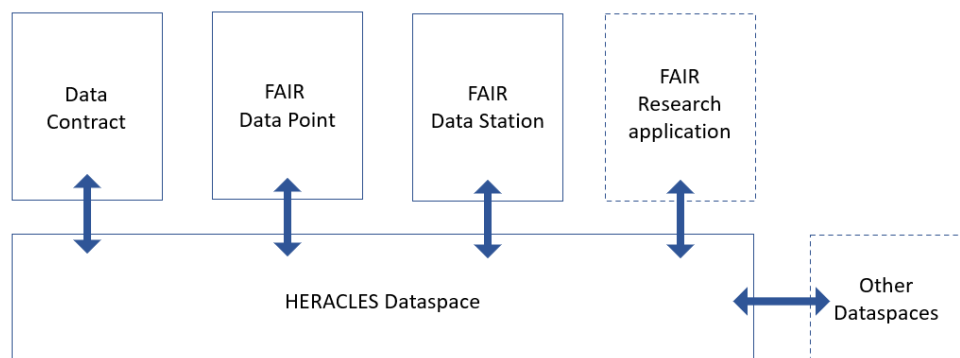 Data
Contract
FAIR
Data Point
FAIR
Data Station
FAIR
Research
application
HERACLES Dataspace
Other
Dataspaces